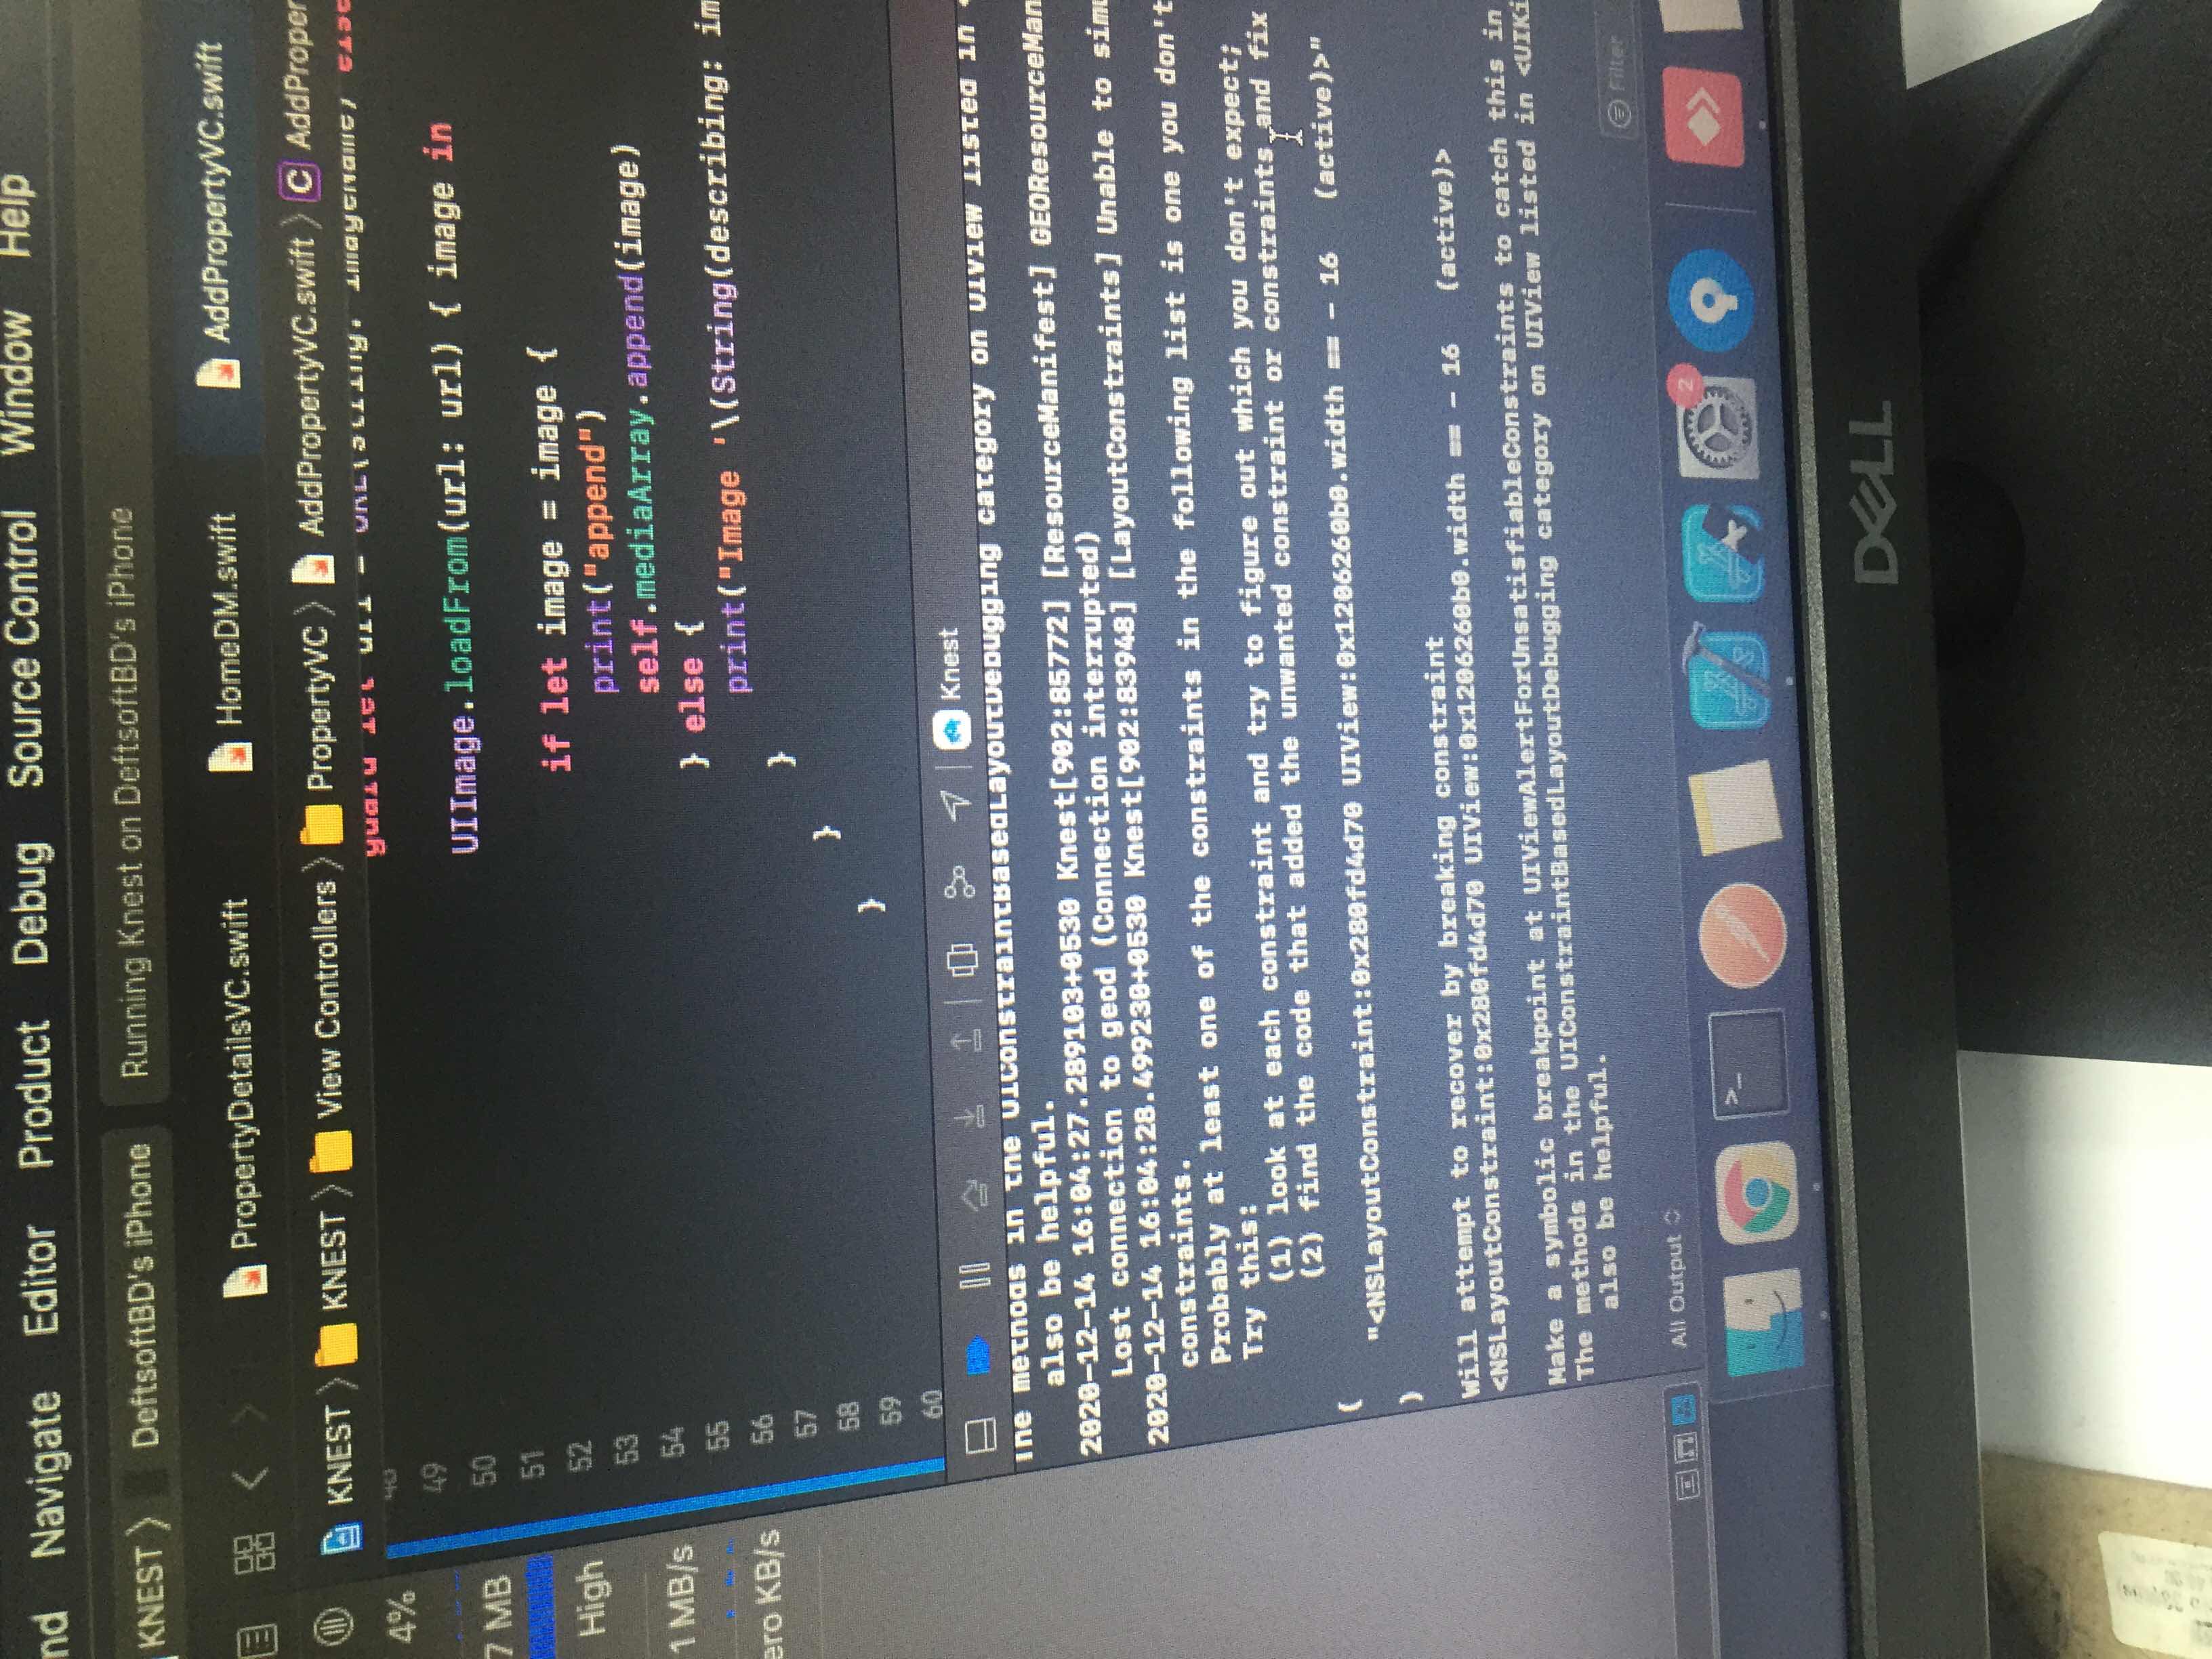 nd Navigate Editor Product Debug Source Control Window Help
KNEST 〉 DeftsoftBD's iPhone Running Knest on DeftsoftBD's iPhone
PropertyDetailsVC.swift HomeDM.swift AddPropertyVC.swift
KNEST 〉 KNEST 〉 View Controllers 〉 PropertyVC 〉 AddPropertyVC.swift 〉 C AddProper
guard let url = URL(string: imageName) else
4%
49
UIImage.loadFrom(url: url) { image in
50
7 MB
51
if let image = image {
52
High
print("append")
53
self.mediaArray.append(image)
54
1 MB/s
} else {
55
print("Image '\(String(describing: im
56
ero KB/s
}
57
}
58
}
59
60
Knest
The methods in the UIConstraintBasedLayoutDebugging category on UIView listed in <
also be helpful.
2020-12-14 16:04:27.289103+0530 Knest[902:85772] [ResourceManifest] GEOResourceMan
Lost connection to geod (Connection interrupted)
2020-12-14 16:04:28.499230+0530 Knest[902:83948] [LayoutConstraints] Unable to simu
constraints.
Probably at least one of the constraints in the following list is one you don't
Try this:
(1) look at each constraint and try to figure out which you don't expect;
(2) find the code that added the unwanted constraint or constraints and fix
(
"<NSLayoutConstraint:0x280fd4d70 UIView:0x1206260b0.width == - 16 (active)>"
)
Will attempt to recover by breaking constraint
<NSLayoutConstraint:0x280fd4d70 UIView:0x1206260b0.width == - 16 (active)>
Make a symbolic breakpoint at UIViewAlertForUnsatisfiableConstraints to catch this in
The methods in the UIConstraintBasedLayoutDebugging category on UIView listed in <UIKi
also be helpful.
Filter
All Output
2
>_
DELL